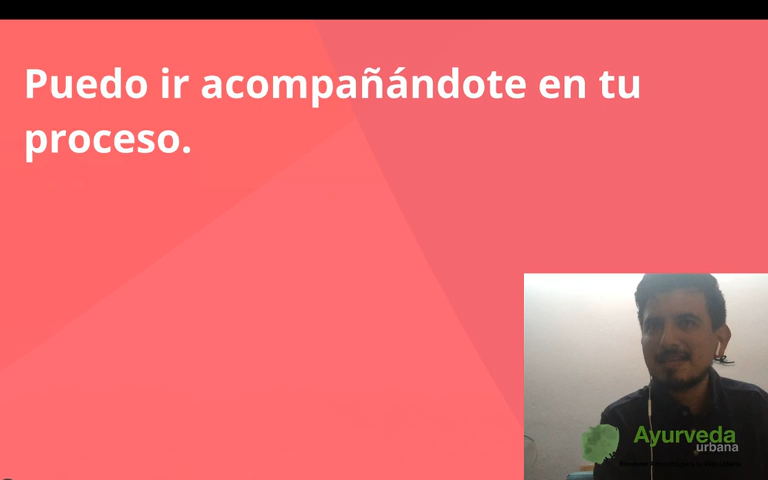 Puedo ir acompañándote en tu
proceso.
Ayurveda
urbana